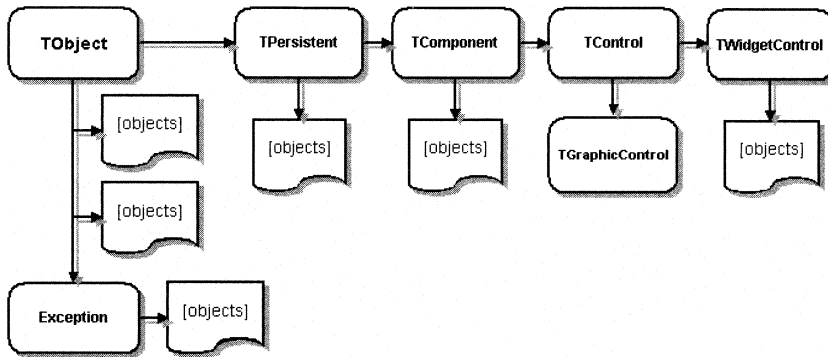 TObject
TPersistent
TComponent
TControl
TWidgetControl
[objects]
[objects]
[objects]
[objects]
TGraphicControl
[objects]
[objects]
Exception
[objects]